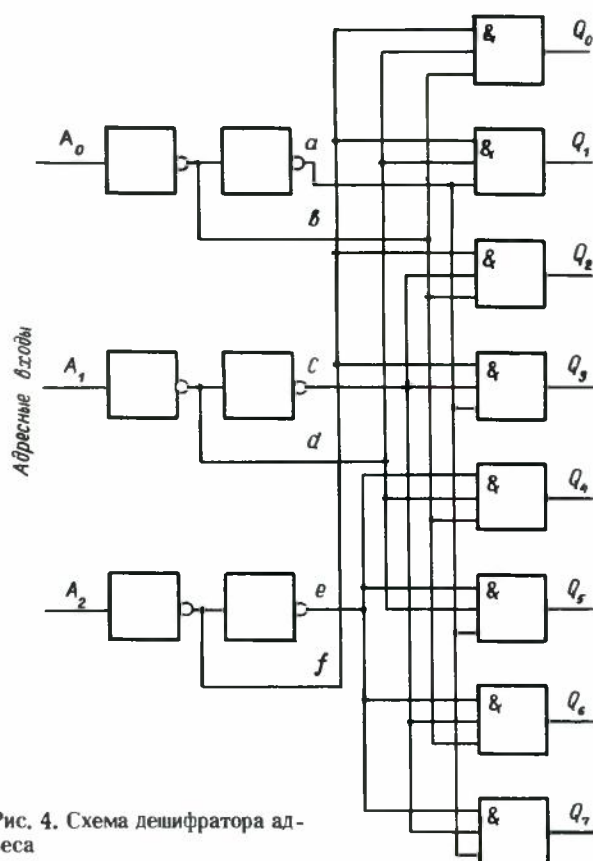 & Q₀
A₀ a & Q₁
в
& Q₂
Адресные входы
A₁ c & Q₃
d
& Q₄
A₂ e & Q₅
f
& Q₆
& Q₇
Рис. 4. Схема дешифратора ад-
еса